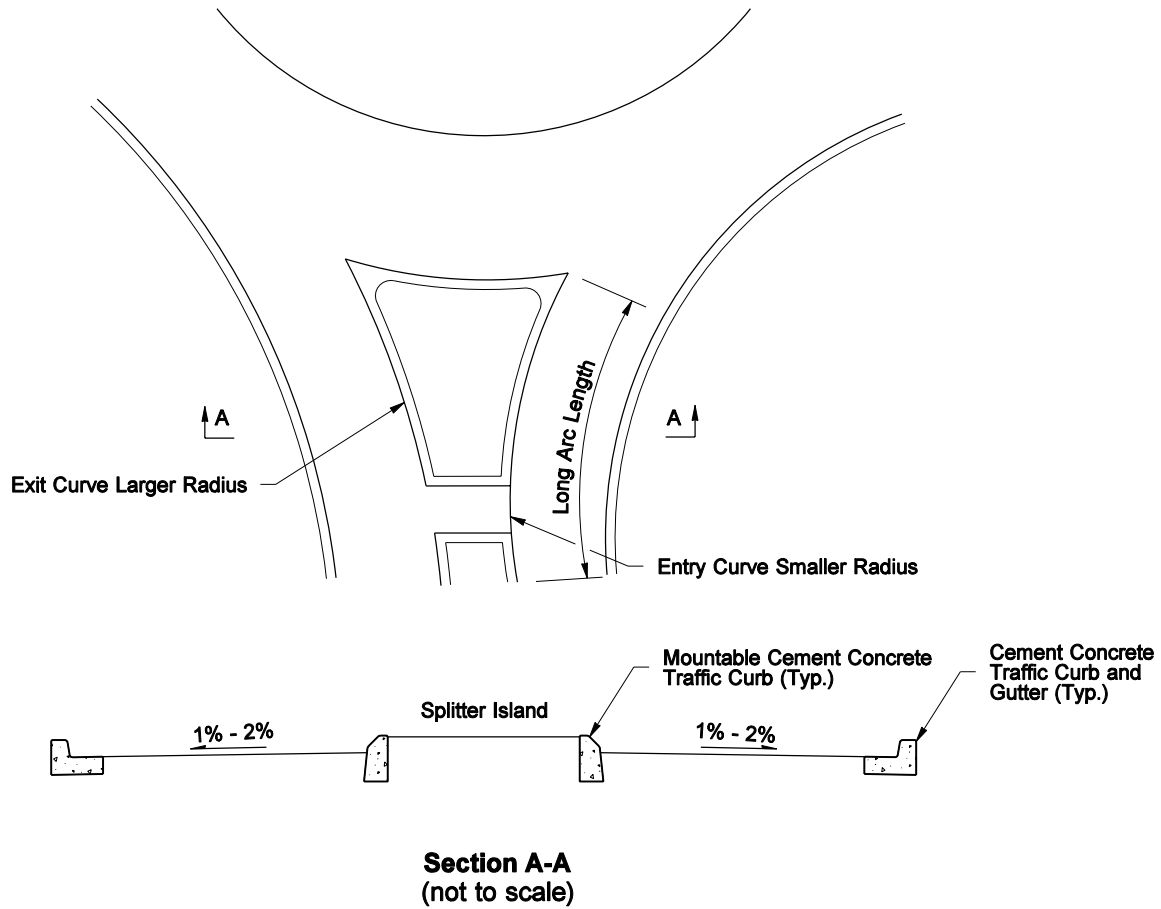 A
A
Long Arc Length
Exit Curve Larger Radius
Entry Curve Smaller Radius
Mountable Cement Concrete
Traffic Curb (Typ.)
Cement Concrete
Traffic Curb and
Gutter (Typ.)
Splitter Island
1% - 2%
1% - 2%
Section A-A
(not to scale)